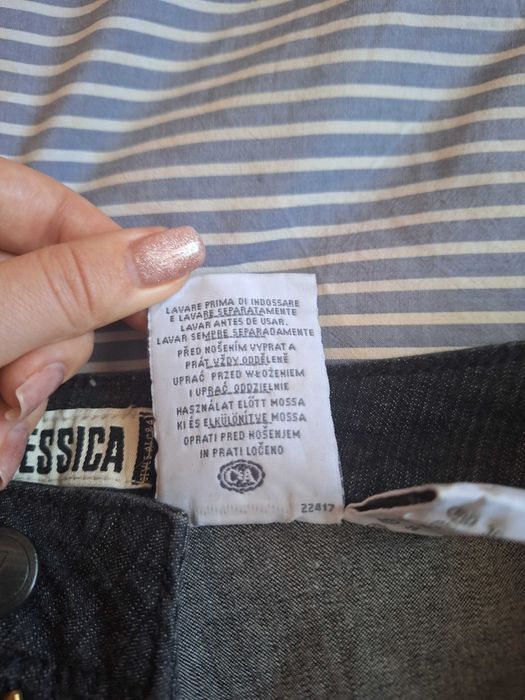 LAVARE PRIMA DI INDOSSARE
E LAVARE SEPARATAMENTE
LAVAR ANTES DE USAR.
LAVAR SEMPRE SEPARADAMENTE
PŘED NOŠENÍM VYPRAT A
PRÁT VŽDY ODDĚLENĚ
UPRAĆ PRZED WŁOŻENIEM
I UPRAĆ ODDZIELNIE
HASZNÁLAT ELŐTT MOSSA
KI ÉS ELKÜLÖNÍTVE MOSSA
OPRATI PRED NOŠENJEM
IN PRATI LOČENO
C&A
22417
ESSICA